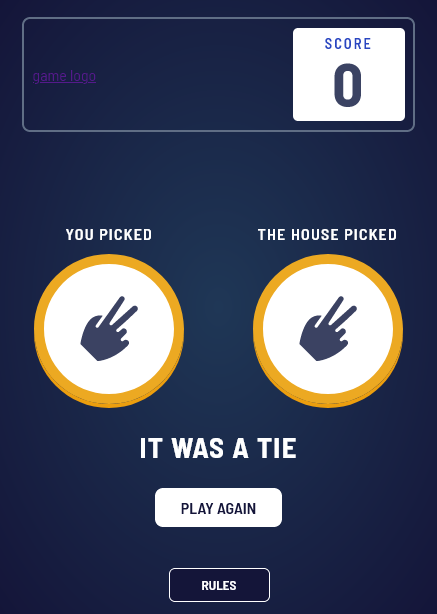 game logo
SCORE
0
YOU PICKED
THE HOUSE PICKED
IT WAS A TIE
PLAY AGAIN
RULES